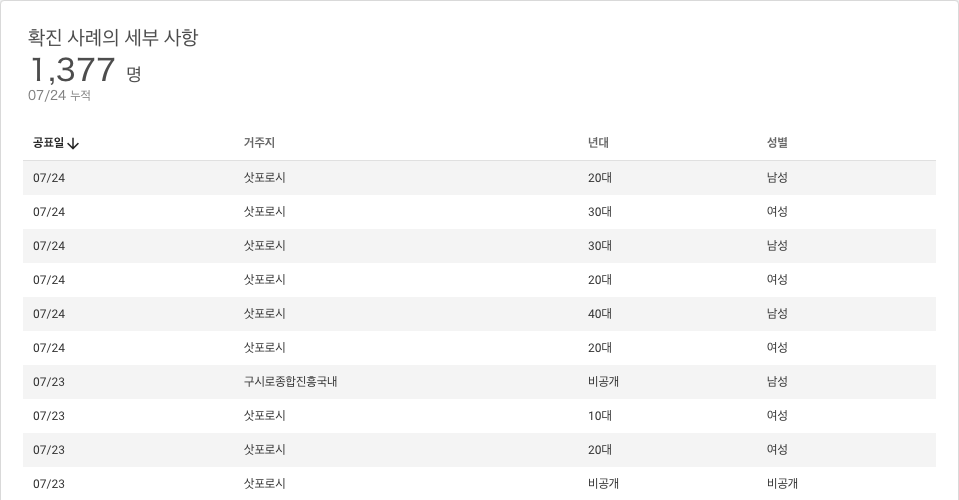 확진 사례의 세부 사항
1,377 명
07/24 누적
공표일 거주지 년대 성별
07/24 삿포로시 20대 남성
07/24 삿포로시 30대 여성
07/24 삿포로시 30대 남성
07/24 삿포로시 20대 여성
07/24 삿포로시 40대 남성
07/24 삿포로시 20대 여성
07/23 구시로종합진흥국내 비공개 남성
07/23 삿포로시 10대 여성
07/23 삿포로시 20대 여성
07/23 삿포로시 비공개 비공개